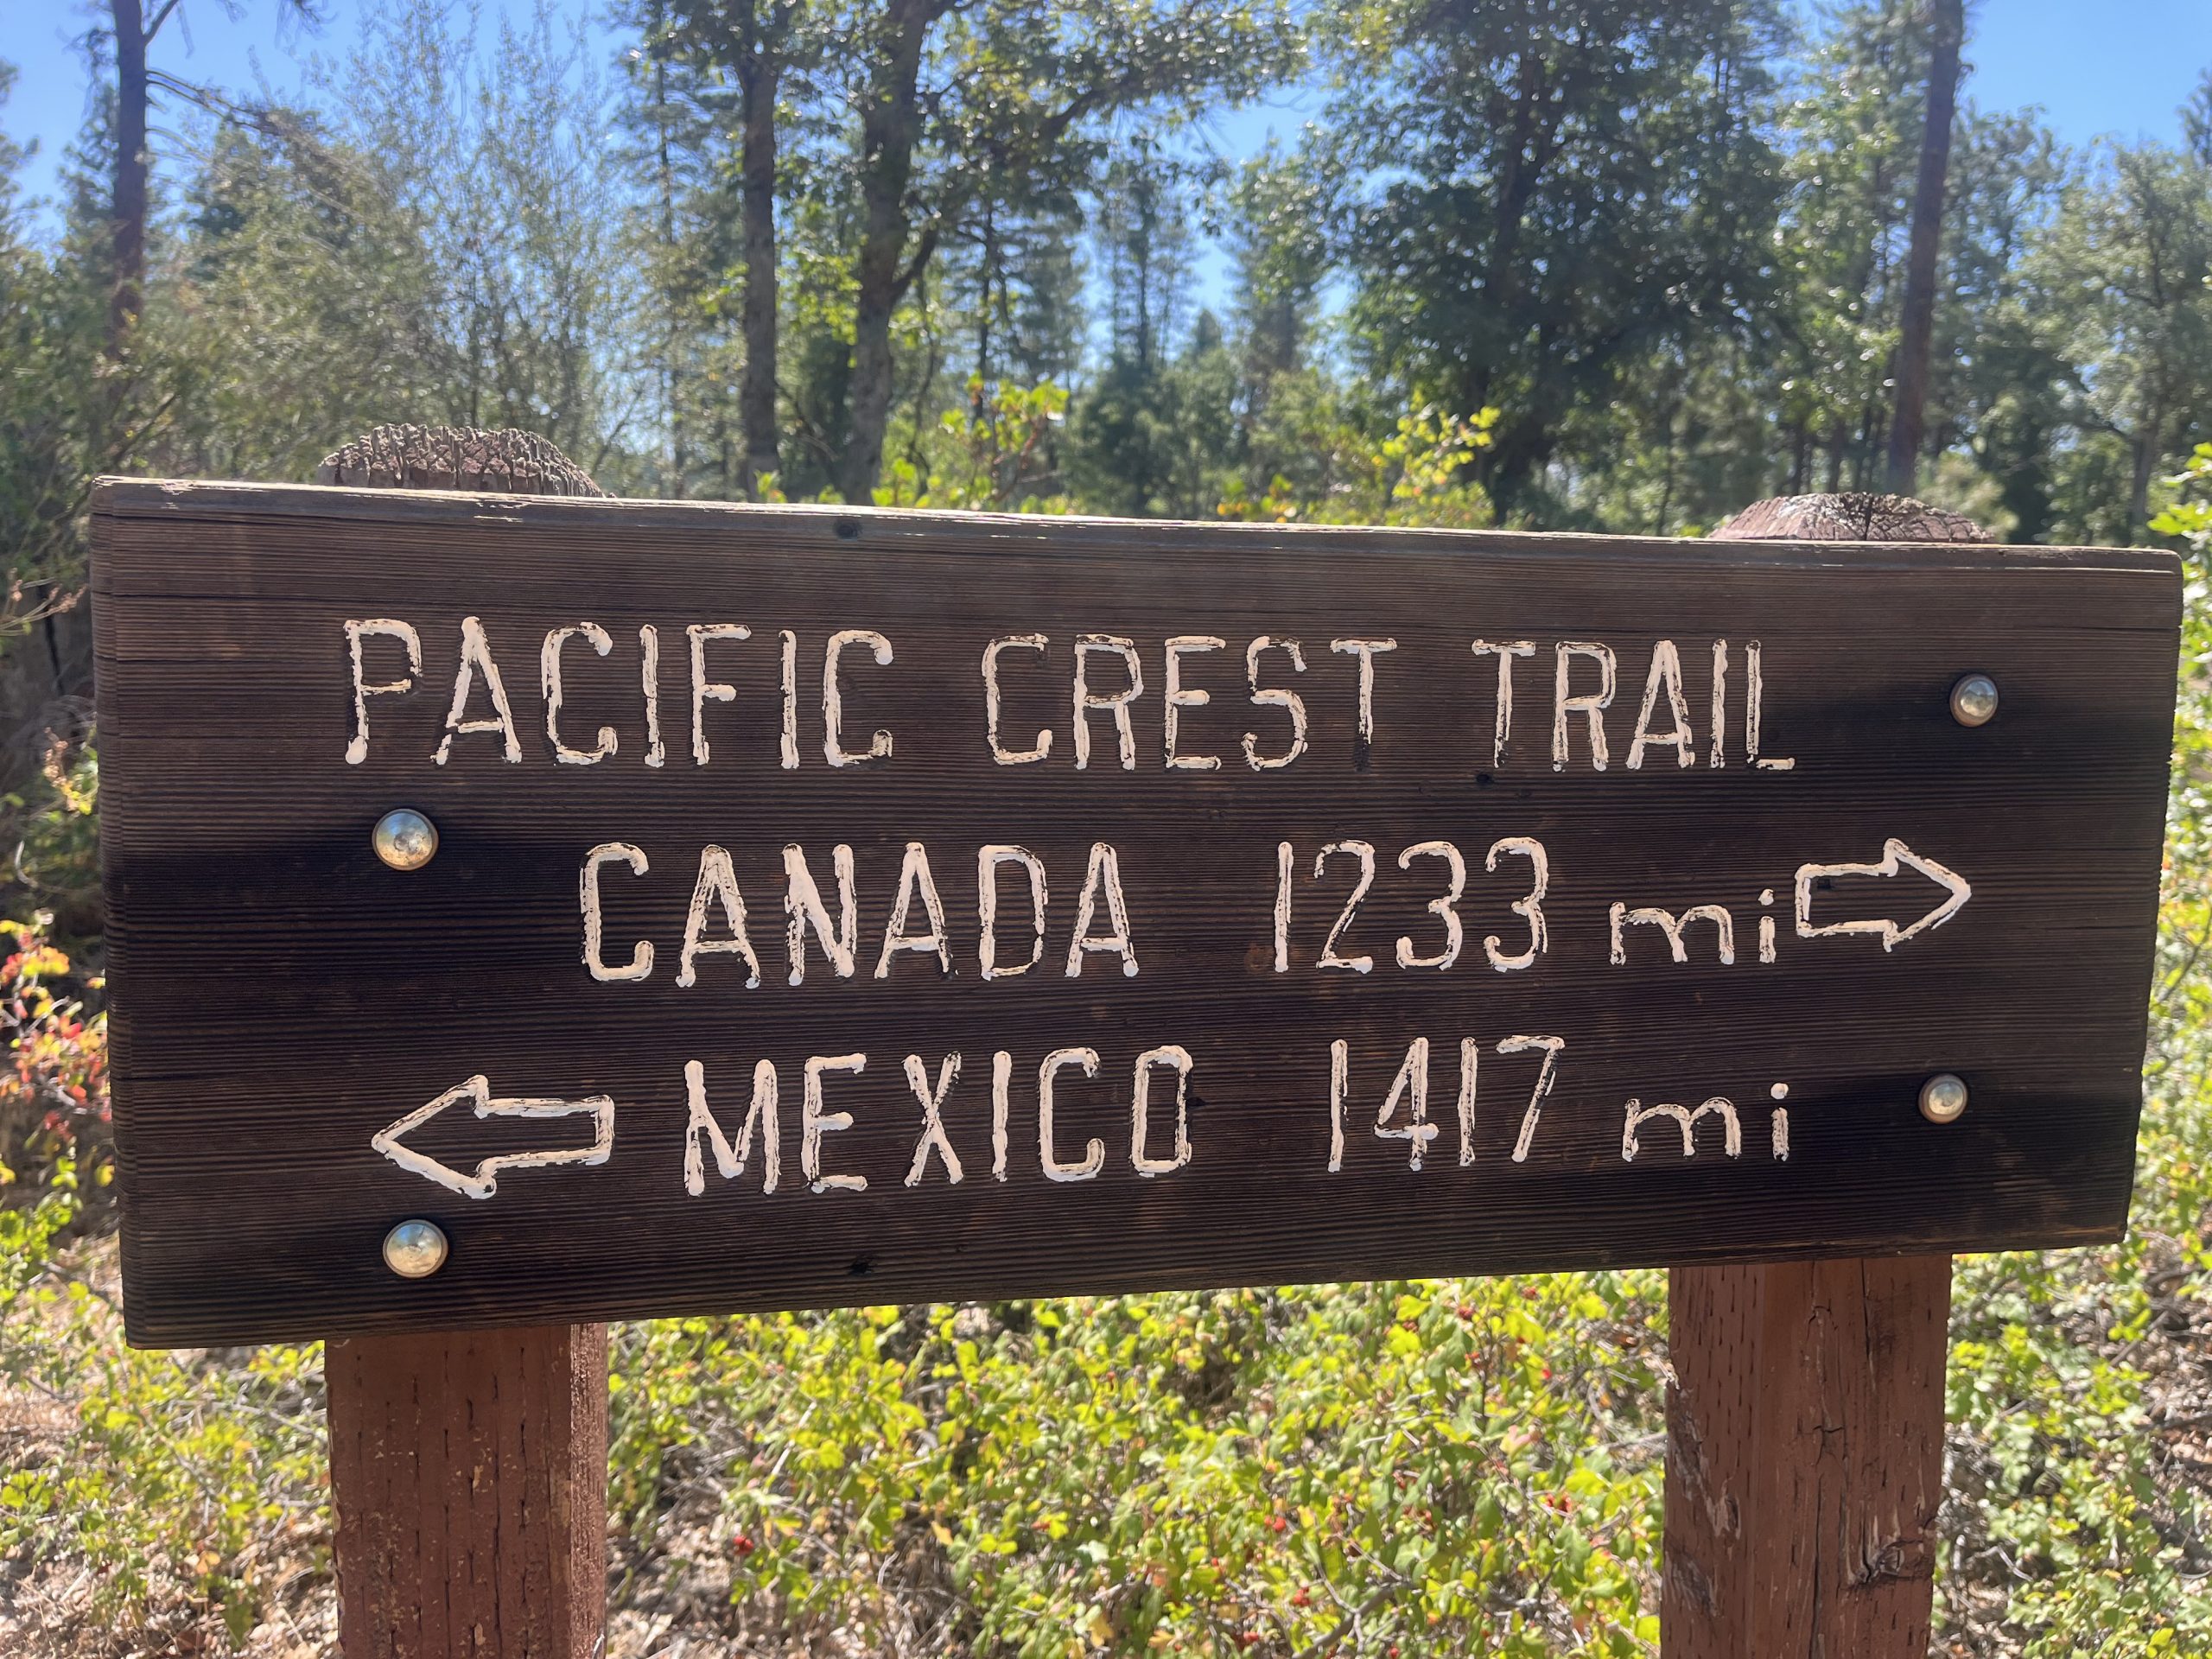 PACIFIC CREST TRAIL
CANADA 1233 mi
MEXICO 1417 mi